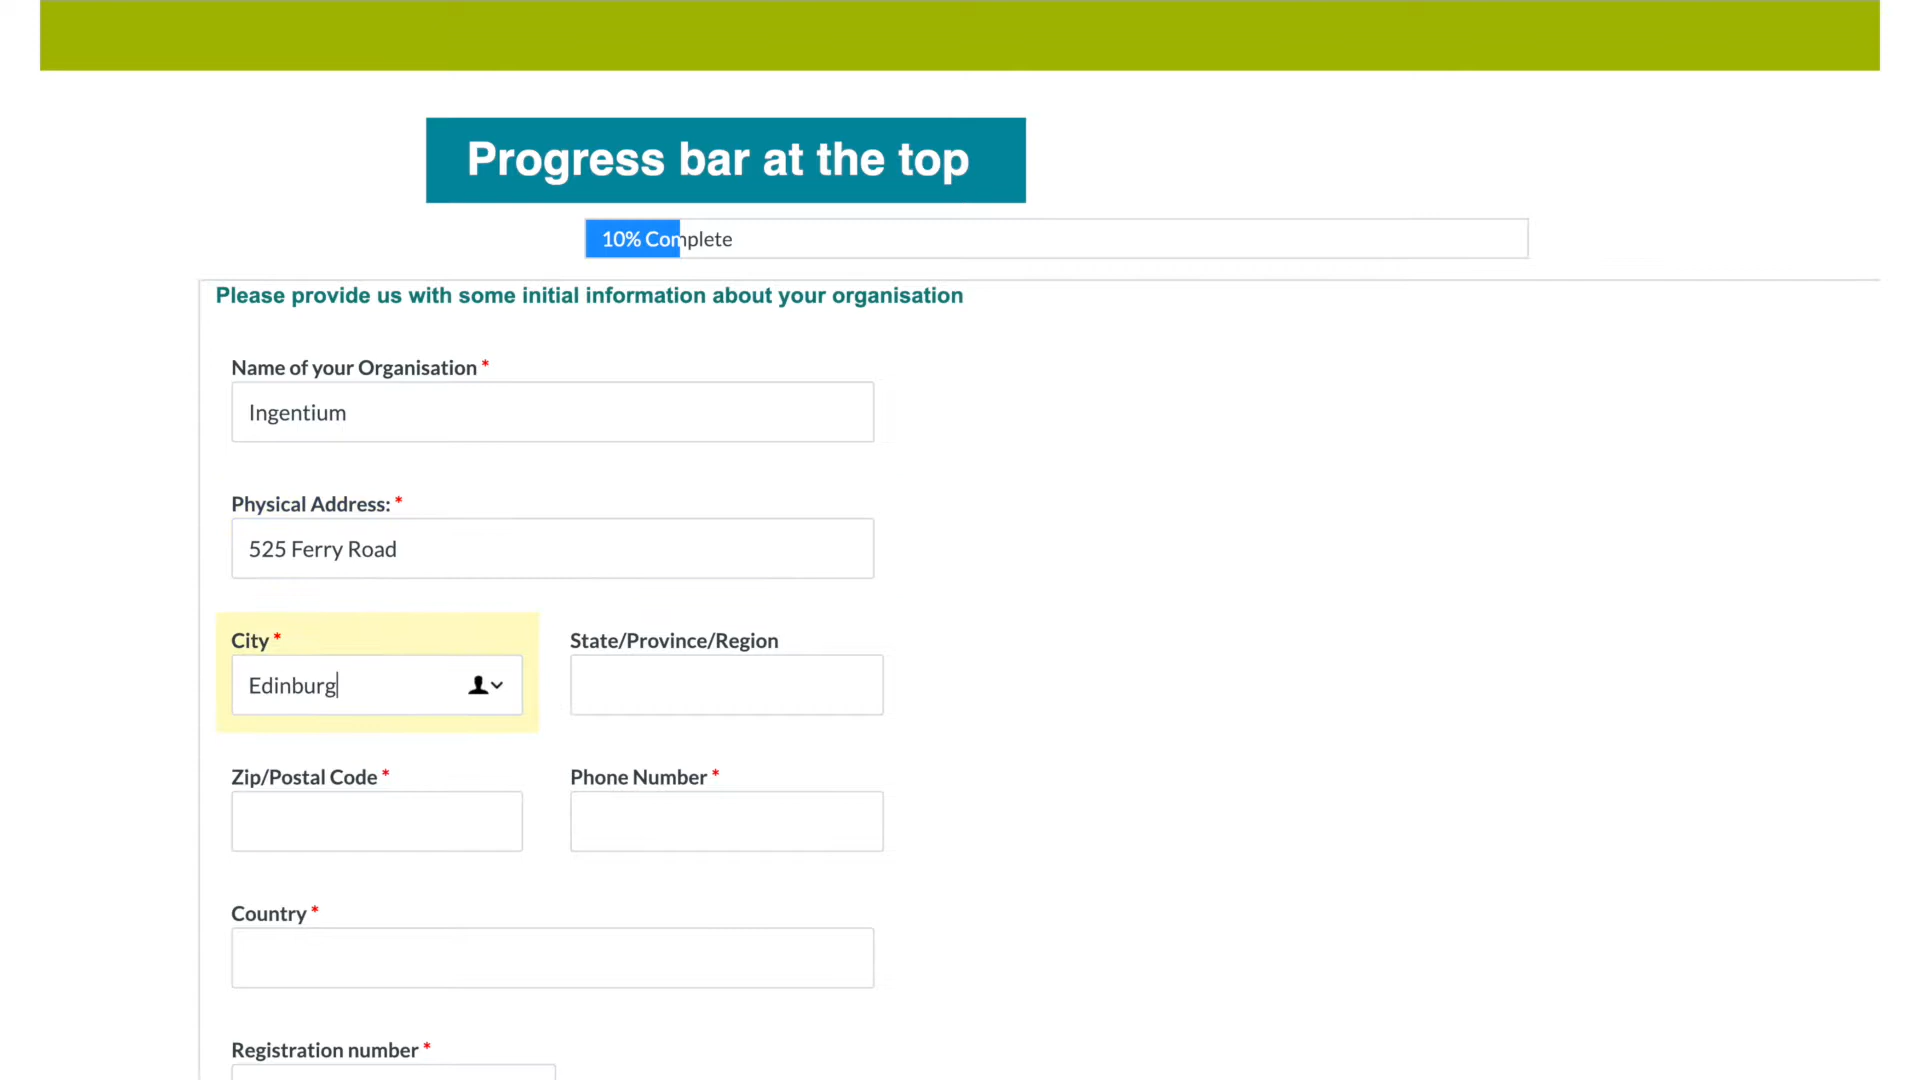 Progress bar at the top
10% Complete
Please provide us with some initial information about your organisation
Name of your Organisation *
Ingentium
Physical Address: *
525 Ferry Road
City * State/Province/Region
Edinburg
Zip/Postal Code * Phone Number *
Country *
Registration number *